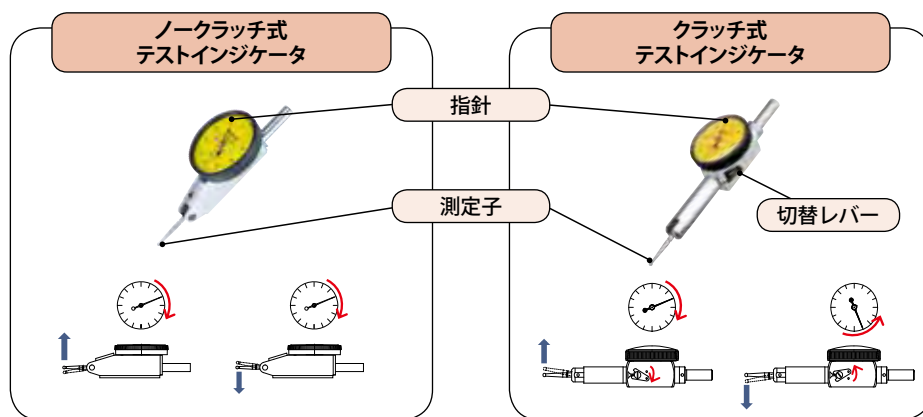 ノークラッチ式
テストインジケータ
クラッチ式
テストインジケータ
指針
測定子
切替レバー